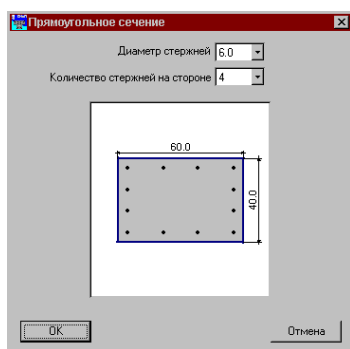 Прямоугольное сечение
Диаметр стержней 6.0
Количество стержней на стороне 4
60.0
40.0
OK
Отмена